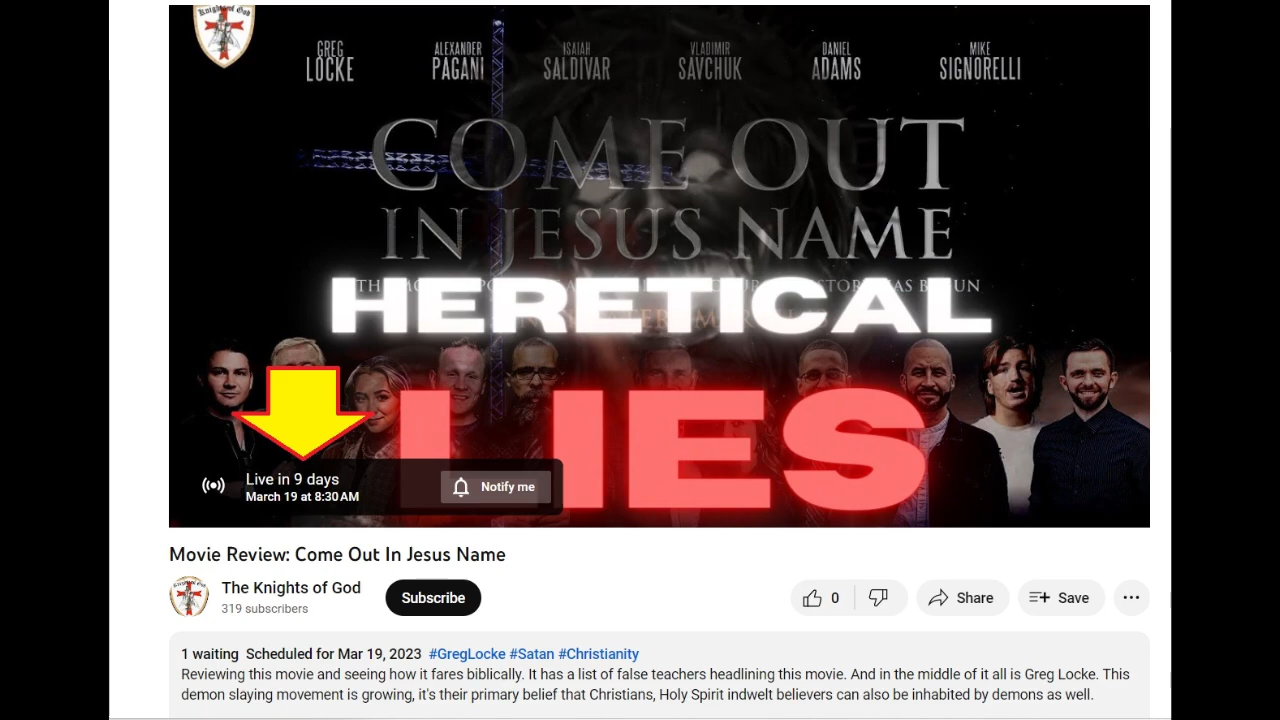 Knights of God
GREG ALEXANDER ISAIAH VLADIMIR DANIEL MIKE
LOCKE PAGANI SALDIVAR SAVCHUK ADAMS SIGNORELLI
COME OUT
IN JESUS NAME
HERETICAL
LIES
Live in 9 days
March 19 at 8:30 AM
Notify me
Movie Review: Come Out In Jesus Name
The Knights of God
319 subscribers
Subscribe
0
Share
Save
1 waiting Scheduled for Mar 19, 2023 #GregLocke #Satan #Christianity
Reviewing this movie and seeing how it fares biblically. It has a list of false teachers headlining this movie. And in the middle of it all is Greg Locke. This
demon slaying movement is growing, it's their primary belief that Christians, Holy Spirit indwelt believers can also be inhabited by demons as well.